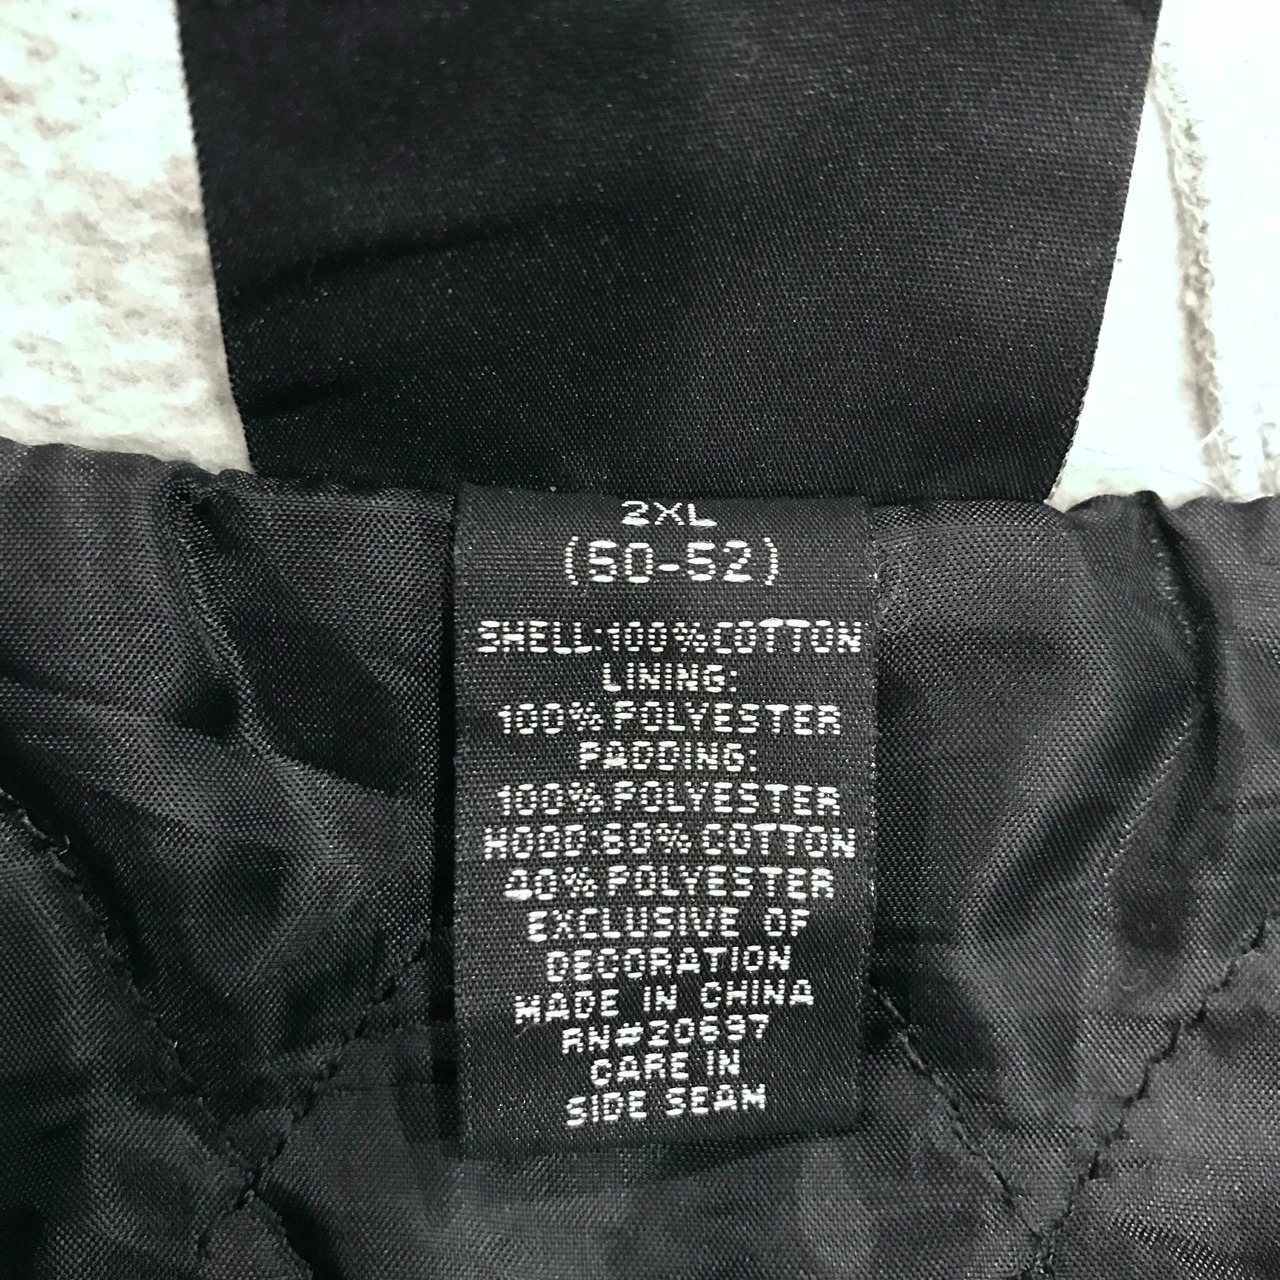 2XL
(50-52)
SHELL:100%COTTON
LINING:
100%POLYESTER
PADDING:
100%POLYESTER
HOOD:60% COTTON
40%POLYESTER
EXCLUSIVE OF
DECORATION
MADE IN CHINA
RN#20697
CARE IN
SIDE SEAM